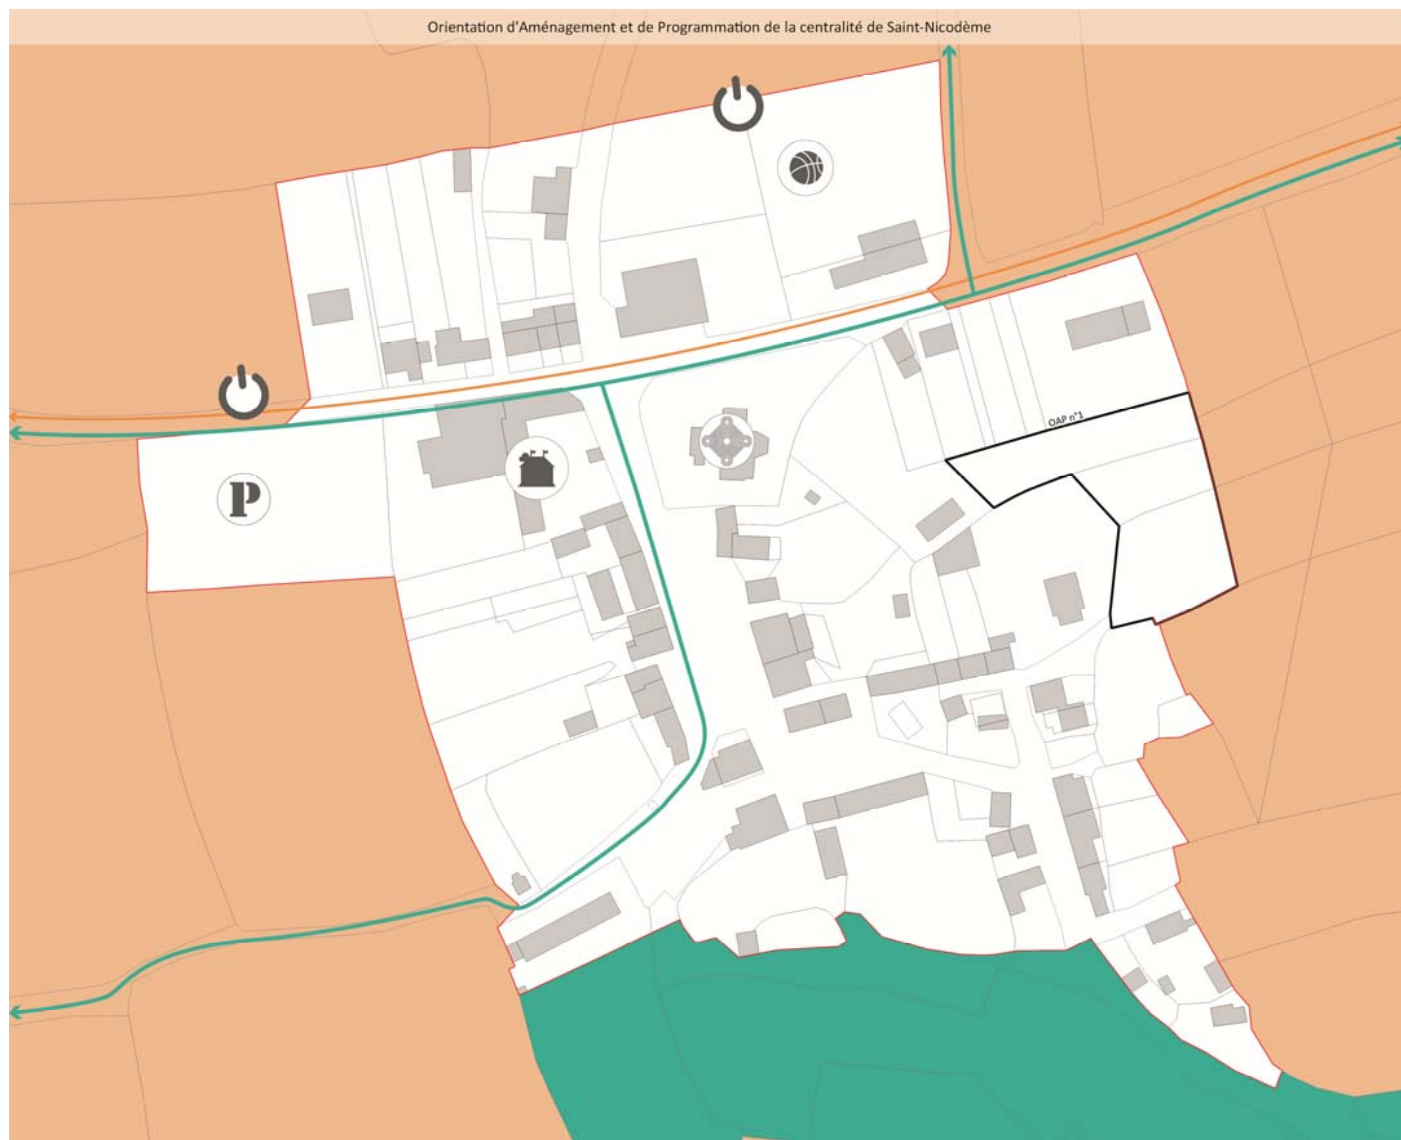 Orientation d'Aménagement et de Programmation de la centralité de Saint-Nicodème
OAP n°1
P